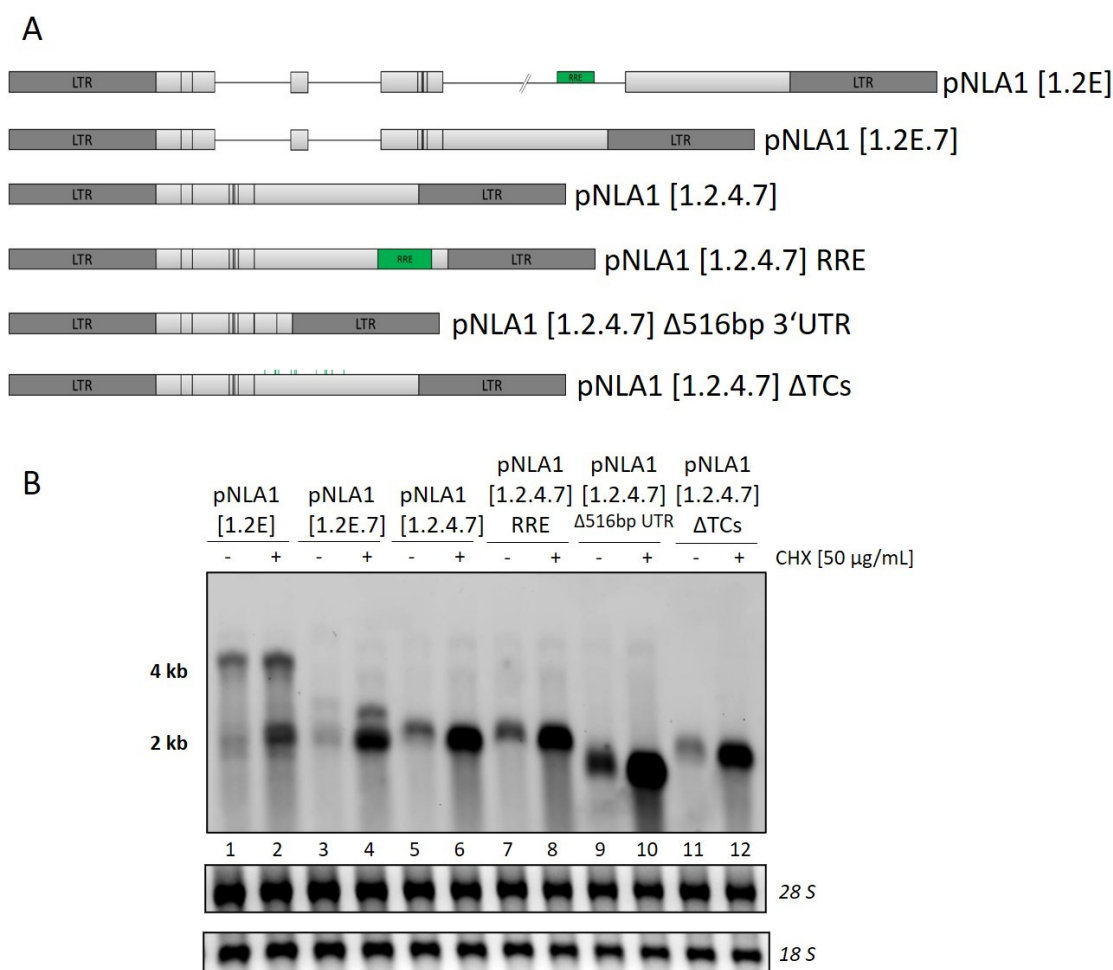 A
LTR RRE LTR pNLA1 [1.2E]
LTR LTR pNLA1 [1.2E.7]
LTR LTR pNLA1 [1.2.4.7]
LTR RRE LTR pNLA1 [1.2.4.7] RRE
LTR LTR pNLA1 [1.2.4.7] Δ516bp 3‘UTR
LTR LTR pNLA1 [1.2.4.7] ΔTCs
B
pNLA1 [1.2E]
pNLA1 [1.2E.7]
pNLA1 [1.2.4.7]
pNLA1 [1.2.4.7] RRE
pNLA1 [1.2.4.7] Δ516bp UTR
pNLA1 [1.2.4.7] ΔTCs
- + - + - + - + - + - + CHX [50 µg/mL]
4 kb
2 kb
1 2 3 4 5 6 7 8 9 10 11 12
28 S
18 S